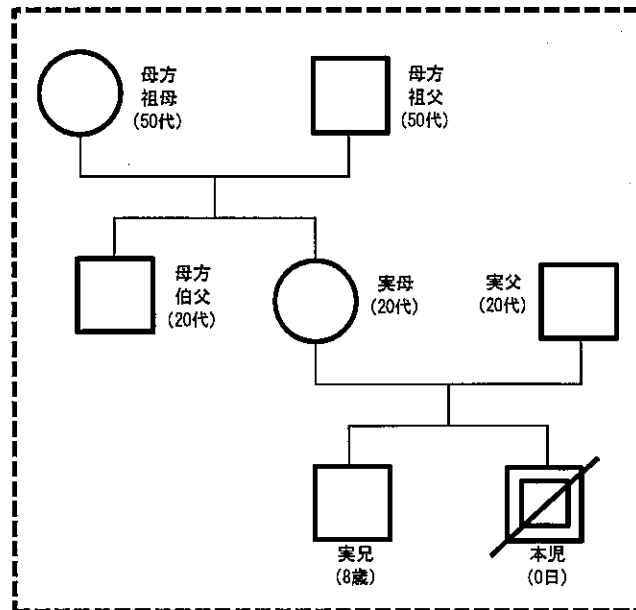 母方
祖母
(50代)
母方
祖父
(50代)
母方
伯父
(20代)
実母
(20代)
実父
(20代)
実兄
(8歳)
本児
(0日)